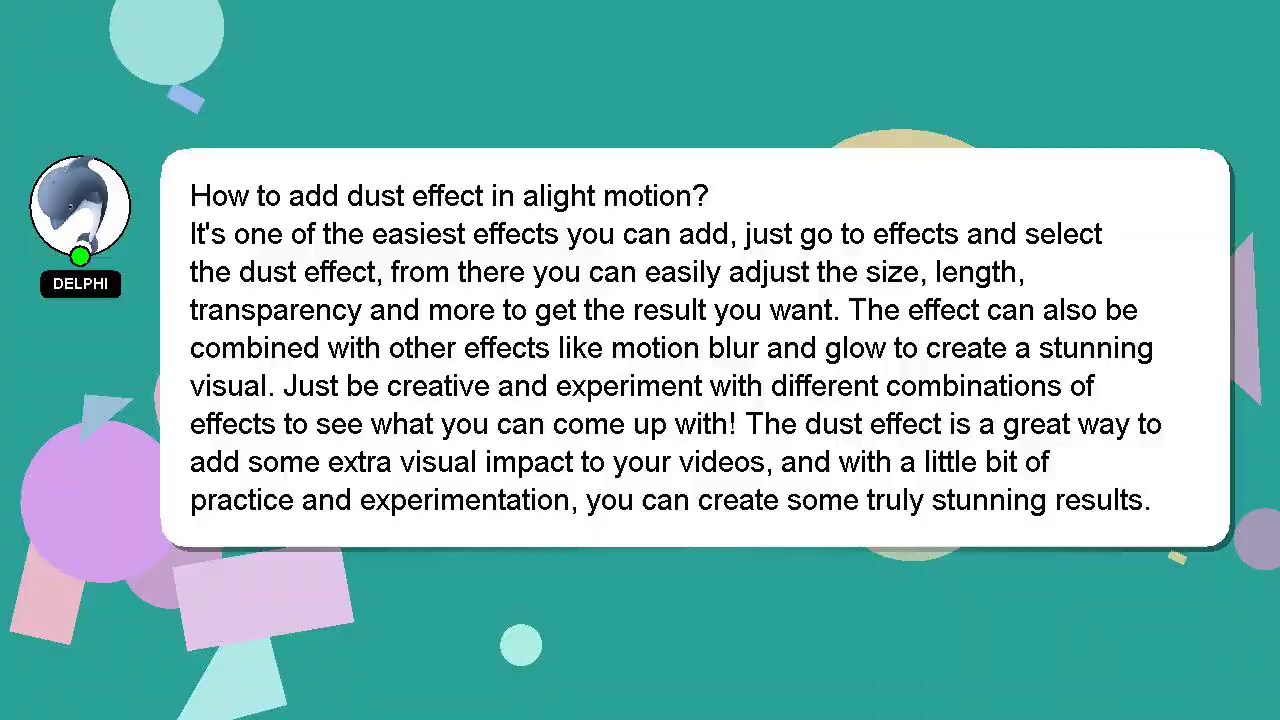 How to add dust effect in alight motion?
It's one of the easiest effects you can add, just go to effects and select
the dust effect, from there you can easily adjust the size, length,
transparency and more to get the result you want. The effect can also be
combined with other effects like motion blur and glow to create a stunning
visual. Just be creative and experiment with different combinations of
effects to see what you can come up with! The dust effect is a great way to
add some extra visual impact to your videos, and with a little bit of
practice and experimentation, you can create some truly stunning results.
DELPHI